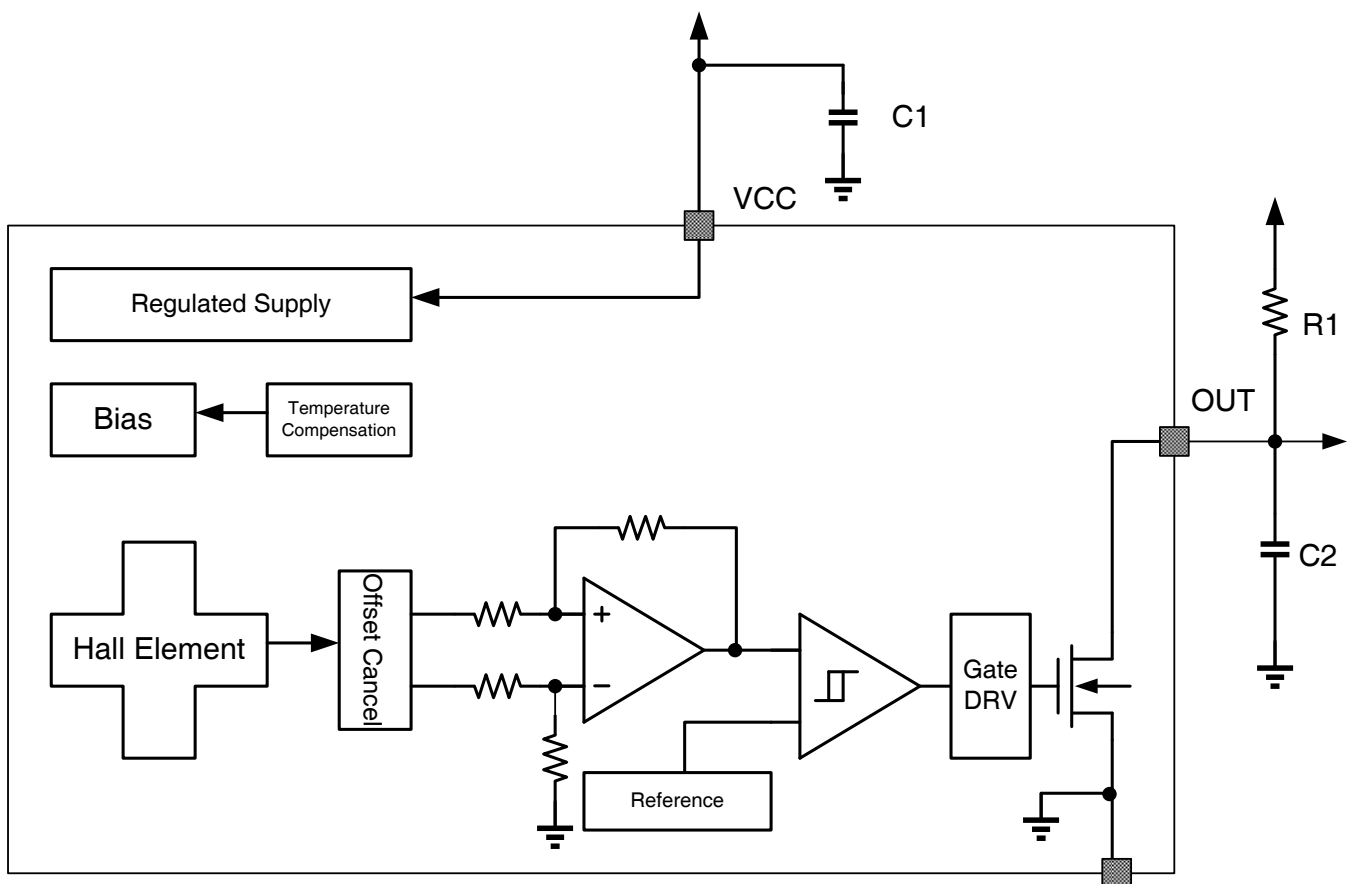 C1
VCC
Regulated Supply
R1
Bias
Temperature
Compensation
OUT
C2
Hall Element
Offset Cancel
+
−
Gate
DRV
Reference